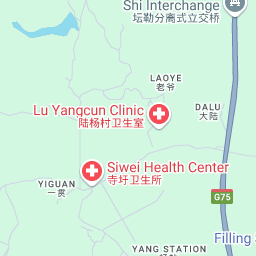 Shi Interchange
坛勒分离式立交桥
LAOYE
老爷
Lu Yangcun Clinic
陆杨村卫生室
DALU
大陆
Siwei Health Center
寺圩卫生所
YIGUAN
一贯
G75
Filling
YANG STATION